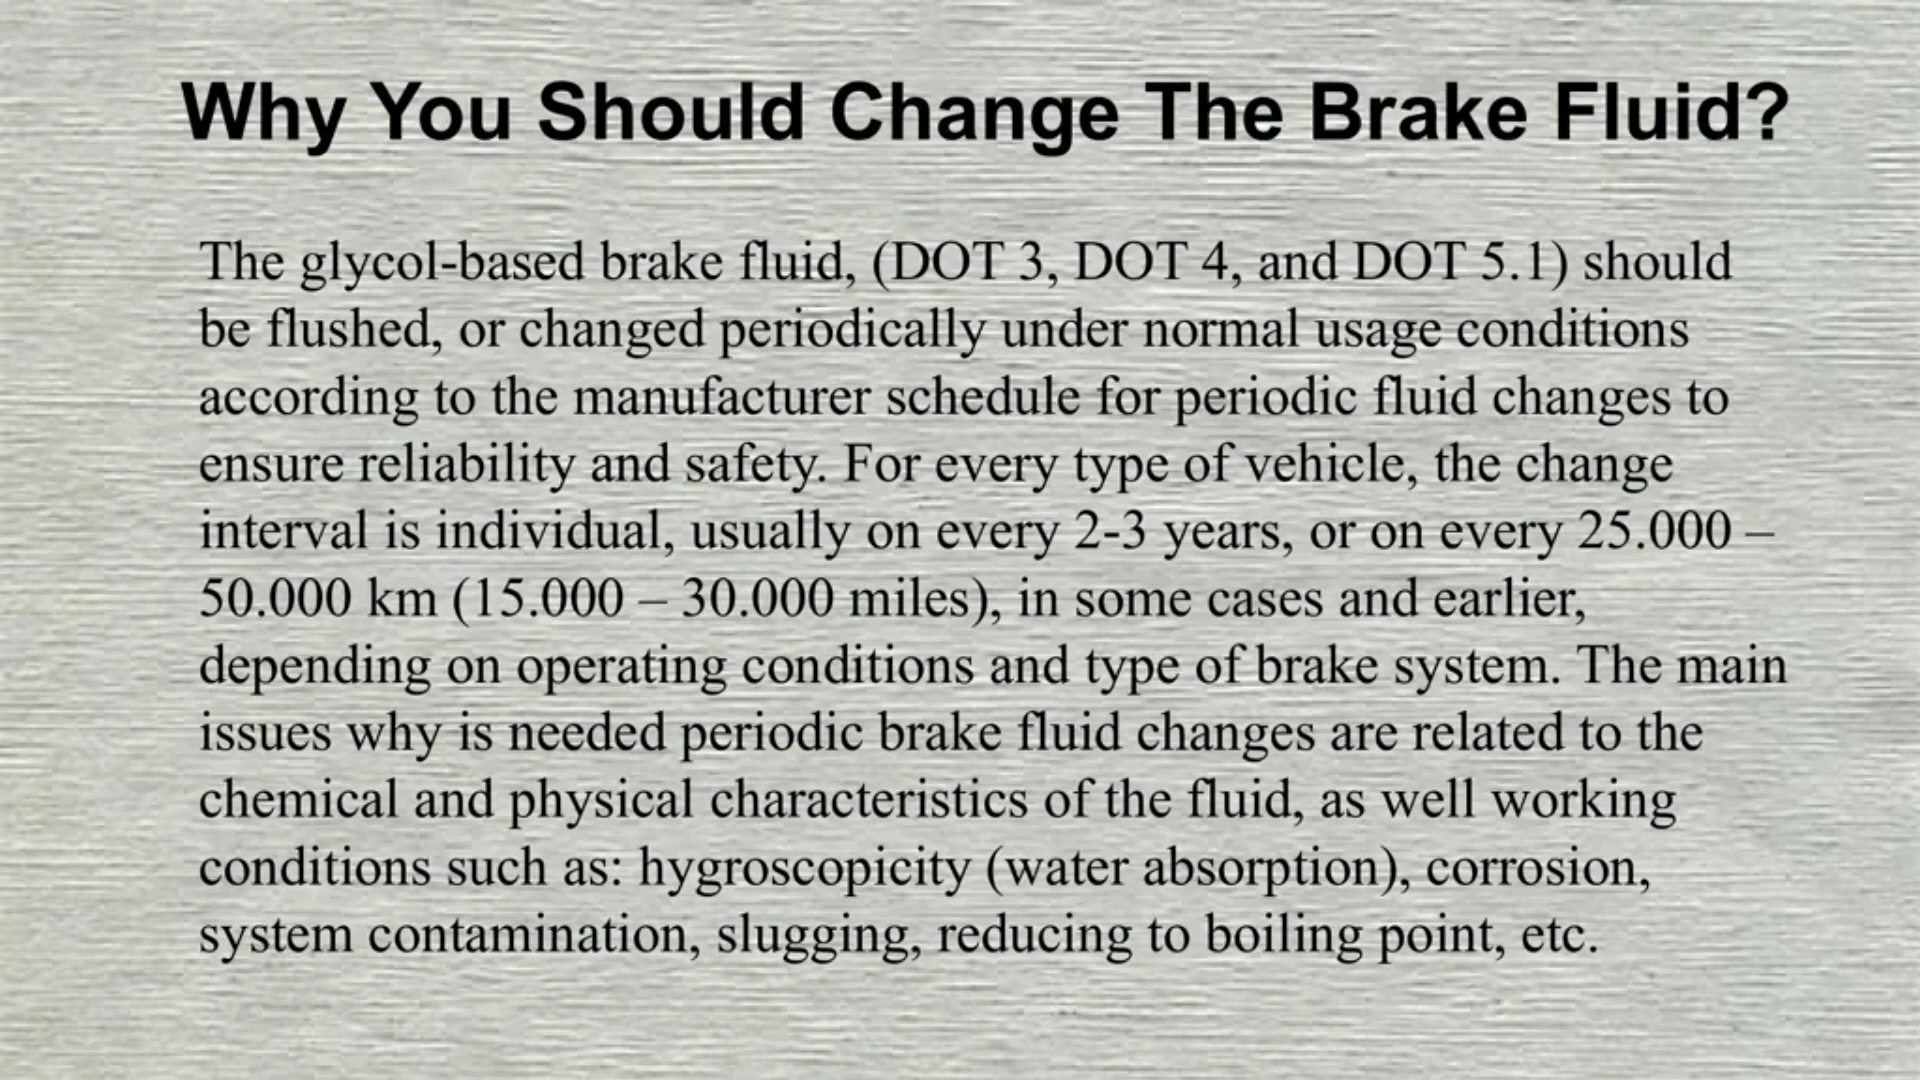 Why You Should Change The Brake Fluid?
The glycol-based brake fluid, (DOT 3, DOT 4, and DOT 5.1) should
be flushed, or changed periodically under normal usage conditions
according to the manufacturer schedule for periodic fluid changes to
ensure reliability and safety. For every type of vehicle, the change
interval is individual, usually on every 2-3 years, or on every 25.000 –
50.000 km (15.000 – 30.000 miles), in some cases and earlier,
depending on operating conditions and type of brake system. The main
issues why is needed periodic brake fluid changes are related to the
chemical and physical characteristics of the fluid, as well working
conditions such as: hygroscopicity (water absorption), corrosion,
system contamination, slugging, reducing to boiling point, etc.